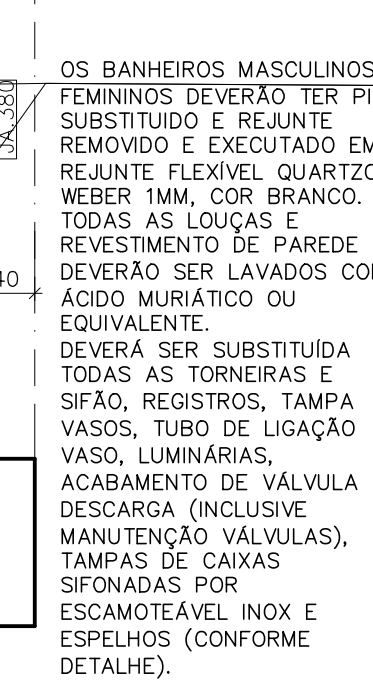 OS BANHEIROS MASCULINOS
FEMININOS DEVERÃO TER PI
SUBSTITUIDO E REJUNTE
REMOVIDO E EXECUTADO EM
REJUNTE FLEXÍVEL QUARTZO
WEBER 1MM, COR BRANCO.
TODAS AS LOUÇAS E
REVESTIMENTO DE PAREDE
DEVERÃO SER LAVADOS COM
ÁCIDO MURIÁTICO OU
EQUIVALENTE.
DEVERÁ SER SUBSTITUÍDA
TODAS AS TORNEIRAS E
SIFÃO, REGISTROS, TAMPA
VASOS, TUBO DE LIGAÇÃO
VASO, LUMINÁRIAS,
ACABAMENTO DE VÁLVULA
DESCARGA (INCLUSIVE
MANUTENÇÃO VÁLVULAS),
TAMPAS DE CAIXAS
SIFONADAS POR
ESCAMOTEÁVEL INOX E
ESPELHOS (CONFORME
DETALHE).
JA.380
40